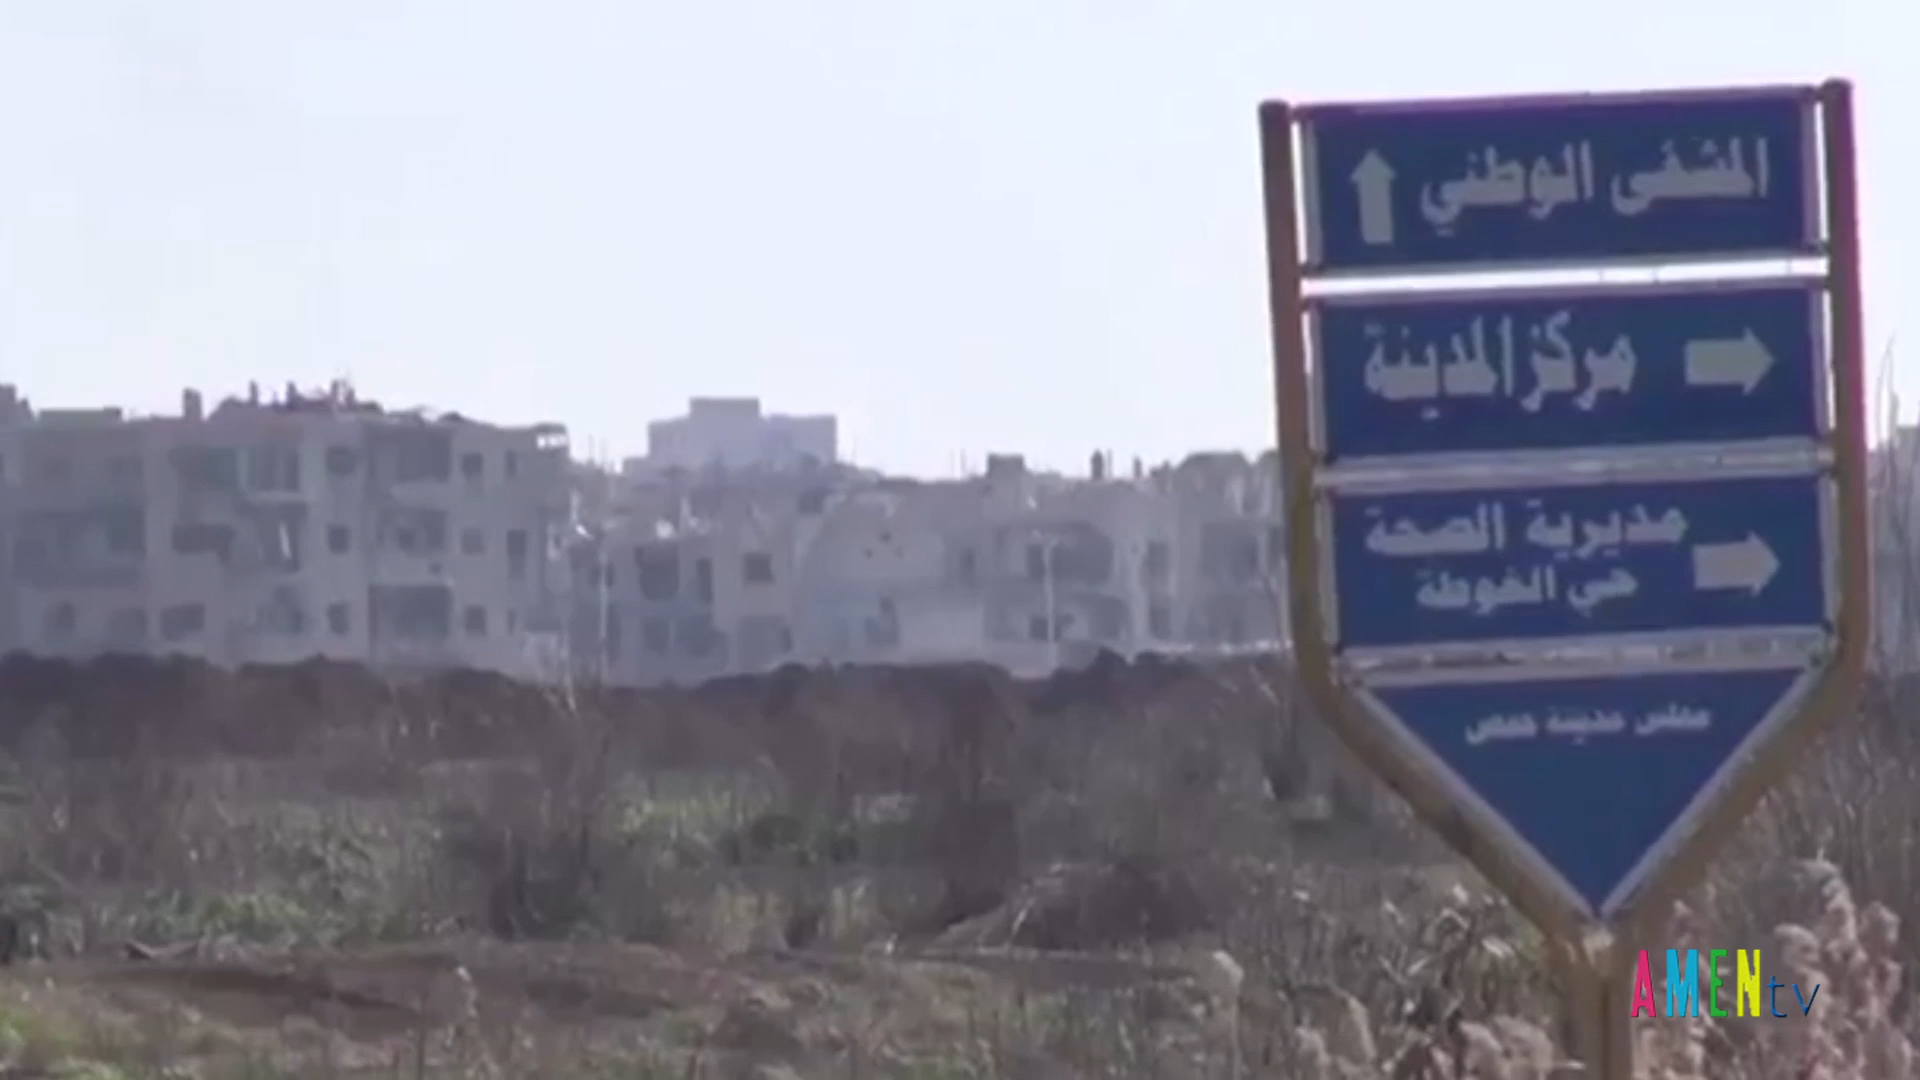 المشفى الوطني
مركز المدينة
مديرية الصحة
حي الغوطة
مجلس مدينة حمص
AMENtv